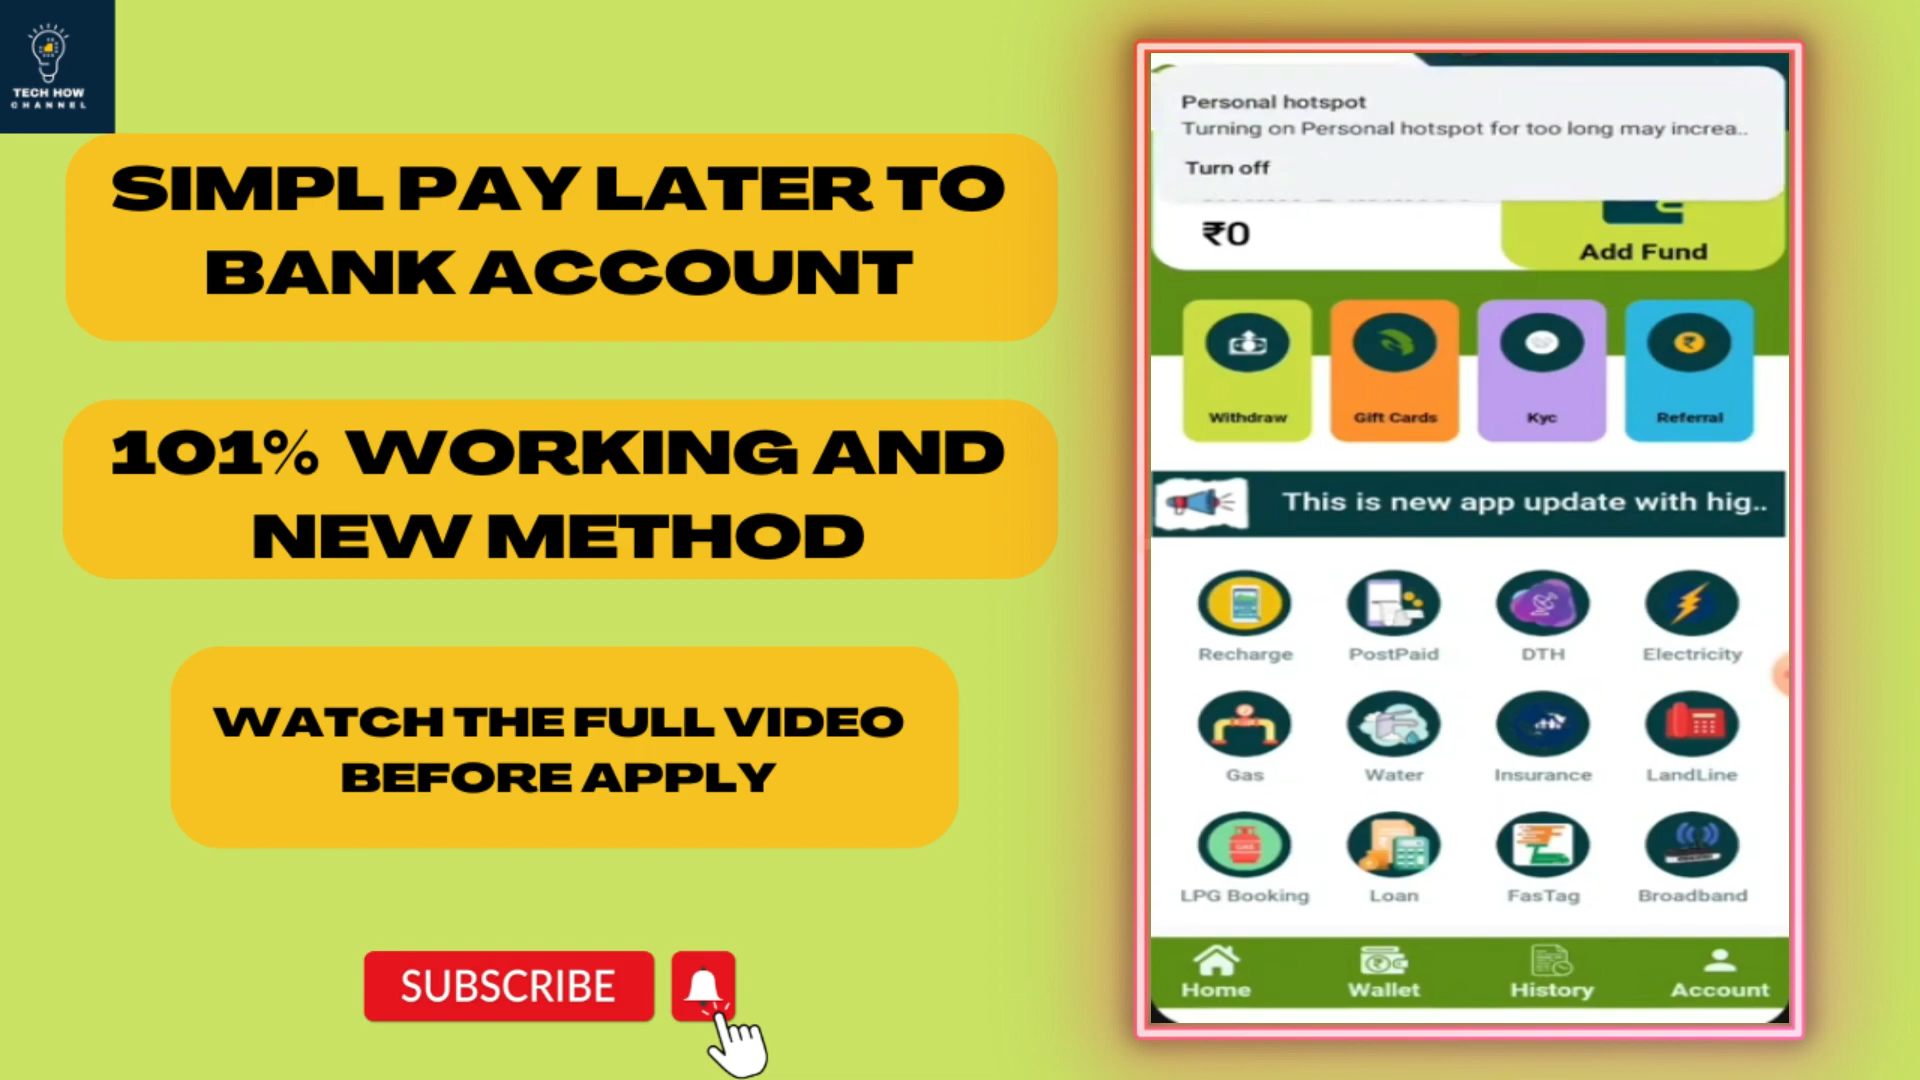 TECH HOW
CHANNEL
SIMPL PAY LATER TO
BANK ACCOUNT
101% WORKING AND
NEW METHOD
WATCH THE FULL VIDEO
BEFORE APPLY
SUBSCRIBE
Personal hotspot
Turning on Personal hotspot for too long may increa..
Turn off
₹0
Add Fund
Withdraw
Gift Cards
Kyc
Referral
This is new app update with hig..
Recharge
PostPaid
DTH
Electricity
Gas
Water
Insurance
LandLine
GAS
LPG Booking
Loan
FasTag
Broadband
Home
Wallet
History
Account